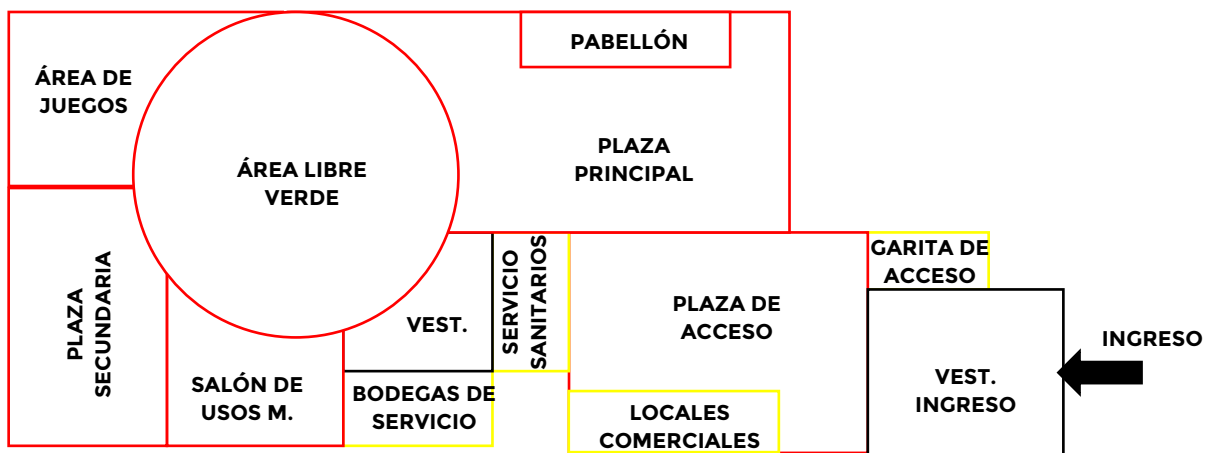 PABELLÓN
ÁREA DE
JUEGOS
ÁREA LIBRE
VERDE
PLAZA
PRINCIPAL
PLAZA
SECUNDARIA
SALÓN DE
USOS M.
VEST.
BODEGAS DE
SERVICIO
SERVICIO
SANITARIOS
PLAZA DE
ACCESO
LOCALES
COMERCIALES
GARITA DE
ACCESO
VEST.
INGRESO
INGRESO